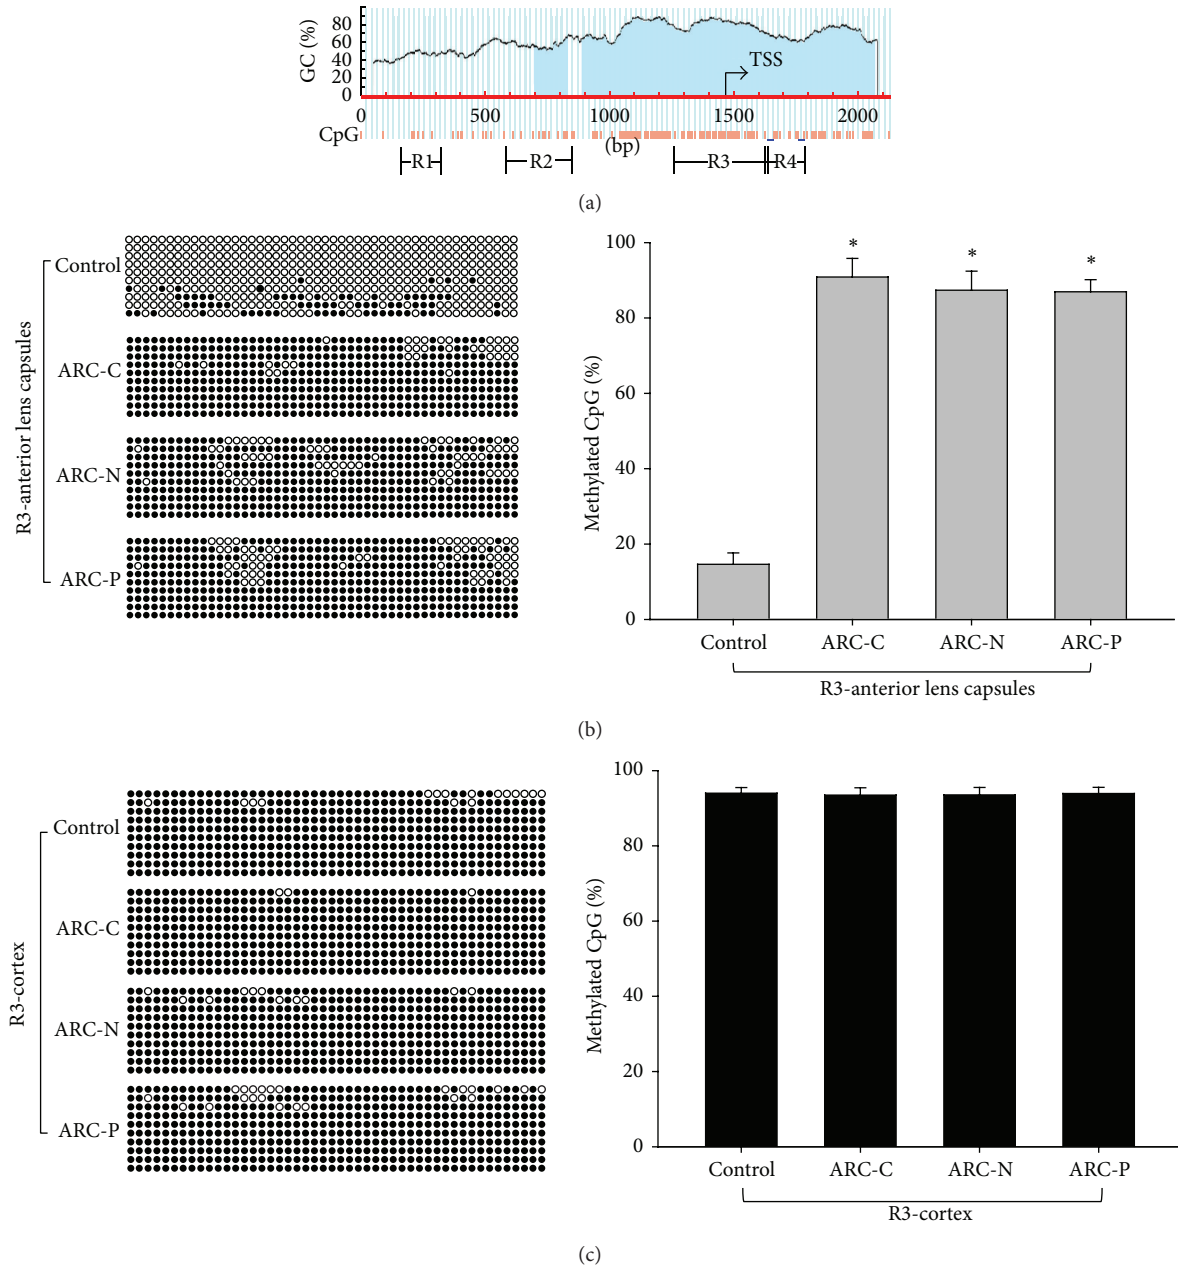 GC (%)
80
60
40
20
0
TSS
0 500 1000 1500 2000
CpG
(bp)
R1 R2 R3 R4
(a)
R3-anterior lens capsules
Control
ARC-C
ARC-N
ARC-P
Methylated CpG (%)
100
80
60
40
20
0
* * *
Control ARC-C ARC-N ARC-P
R3-anterior lens capsules
(b)
R3-cortex
Control
ARC-C
ARC-N
ARC-P
Methylated CpG (%)
100
80
60
40
20
0
Control ARC-C ARC-N ARC-P
R3-cortex
(c)